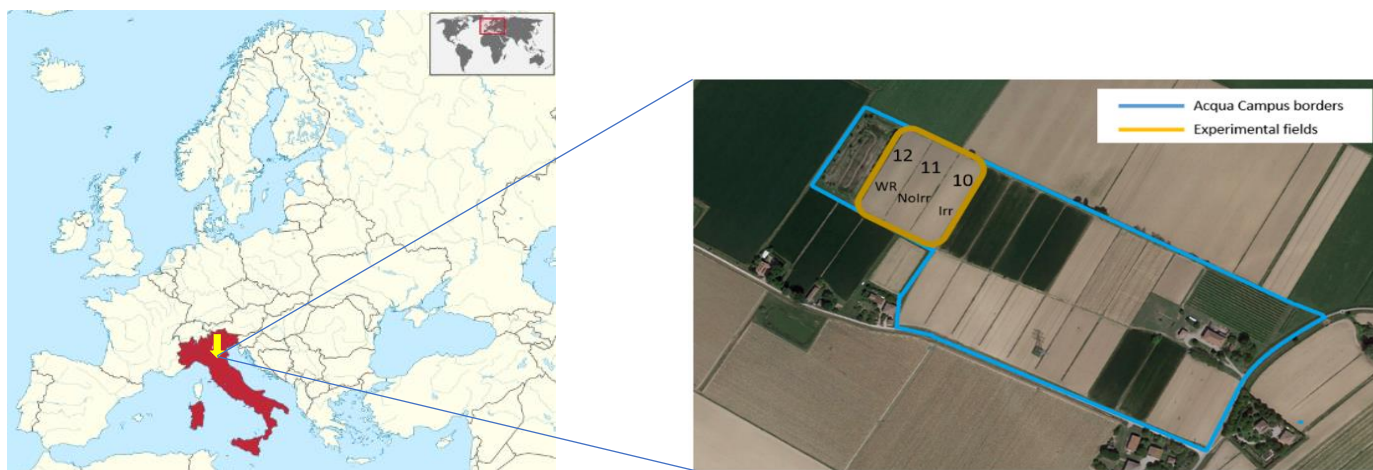 Acqua Campus borders
Experimental fields
12
11
10
WR
NoIrr
Irr